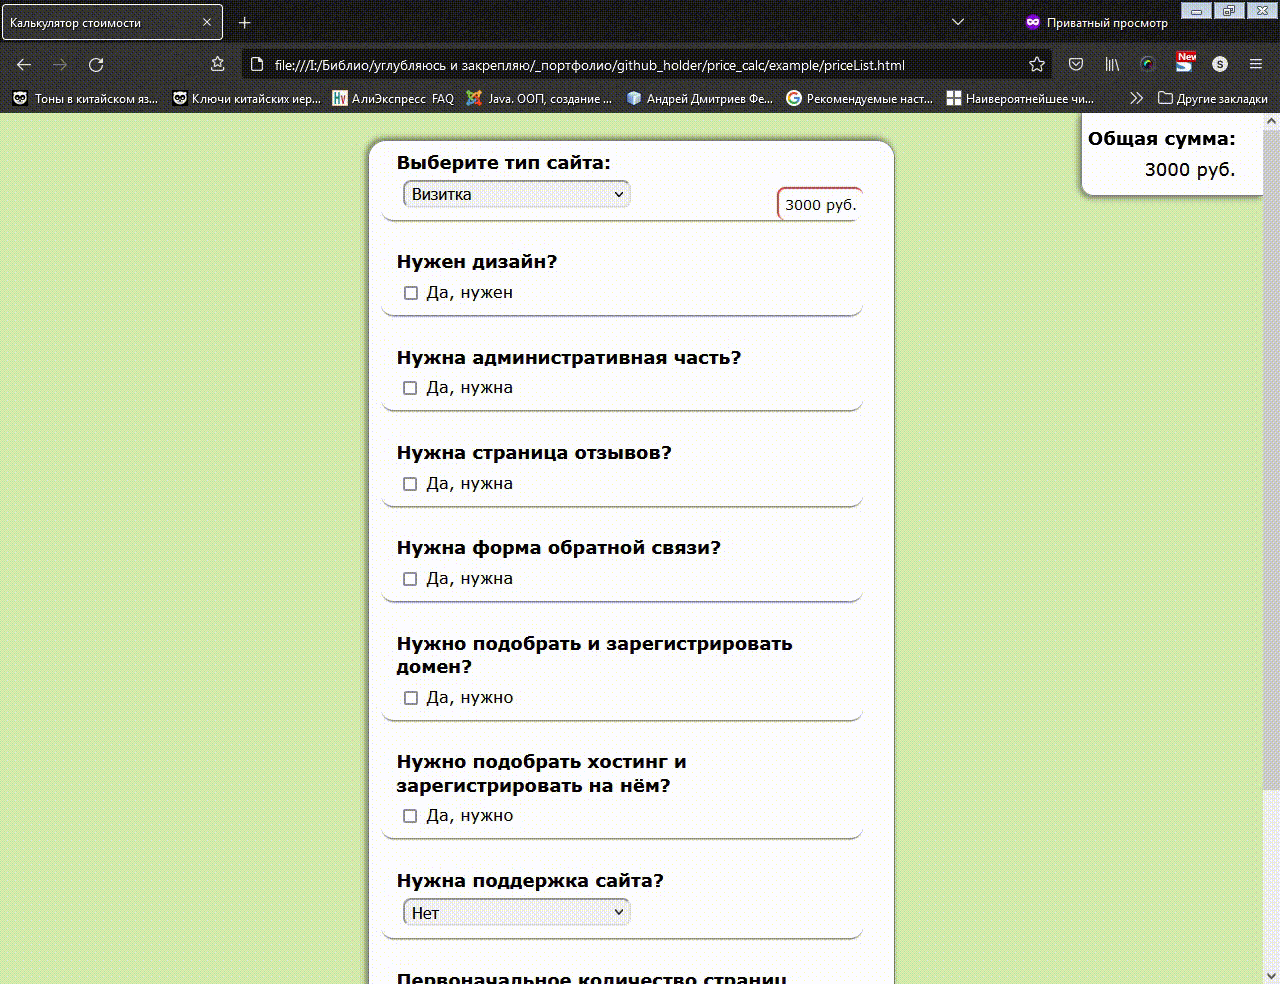 Калькулятор стоимости
Приватный просмотр
file:///I:/Библио/углубляюсь и закрепляю/_портфолио/github_holder/price_calc/example/priceList.html
New
S
Тоны в китайском яз...
Ключи китайских иер...
Hv АлиЭкспресс FAQ
Java. ООП, создание ...
Андрей Дмитриев Фе...
Рекомендуемые наст...
Наивероятнейшее чи...
Другие закладки
Общая сумма:
3000 руб.
Выберите тип сайта:
Визитка
3000 руб.
Нужен дизайн?
Да, нужен
Нужна административная часть?
Да, нужна
Нужна страница отзывов?
Да, нужна
Нужна форма обратной связи?
Да, нужна
Нужно подобрать и зарегистрировать
домен?
Да, нужно
Нужно подобрать хостинг и
зарегистрировать на нём?
Да, нужно
Нужна поддержка сайта?
Нет
Первоначальное количество страниц